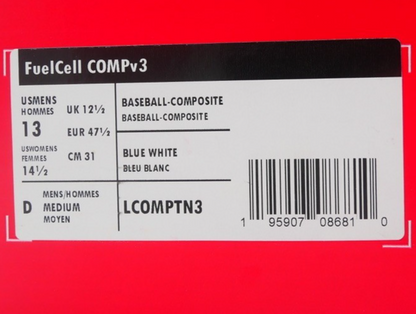 FuelCell COMPv3
USMENS
HOMMES
13
UK 12½
EUR 47½
USWOMENS
FEMMES
14½
CM 31
BASEBALL-COMPOSITE
BASEBALL-COMPOSITE
BLUE WHITE
BLEU BLANC
D
MENS/HOMMES
MEDIUM
MOYEN
LCOMPTN3
1 95907 08681 0